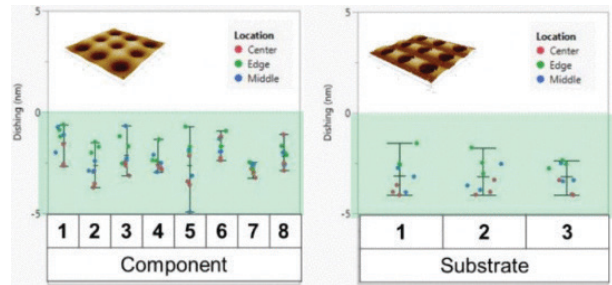 5
Location
Center
Edge
Middle
Dishing (nm)
0
-5
1 2 3 4 5 6 7 8
Component
5
Location
Center
Edge
Middle
Dishing (nm)
0
-5
1 2 3
Substrate